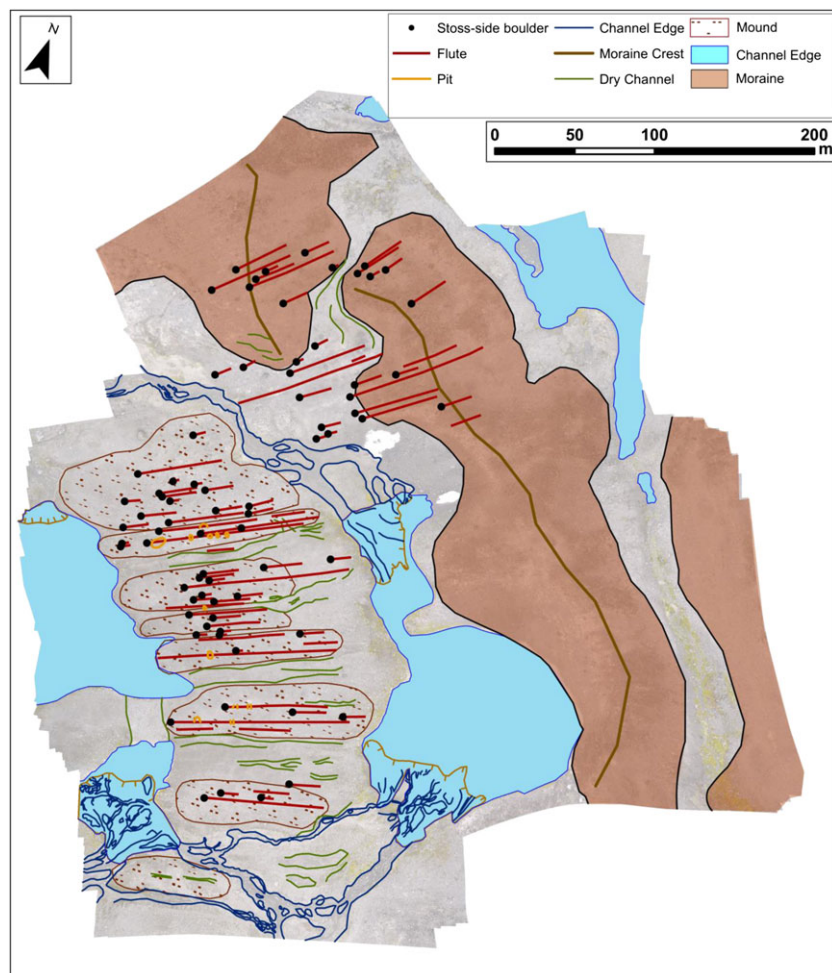 N
Stoss-side boulder Channel Edge Mound
Flute Moraine Crest Channel Edge
Pit Dry Channel Moraine
0 50 100 200
m